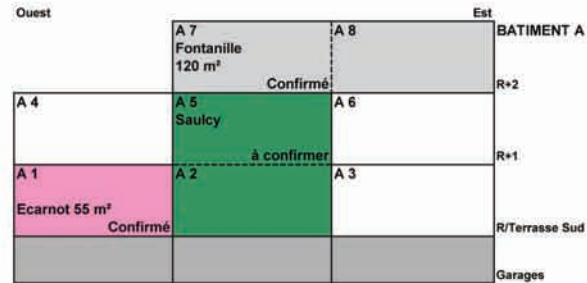 Ouest
Est
A 7
Fontanille
120 m²
Confirmé
A 8
BATIMENT A
R+2
A 4
A 5
Saulcy
à confirmer
A 6
R+1
A 1
Ecarnot 55 m²
Confirmé
A 2
A 3
R/Terrasse Sud
Garages